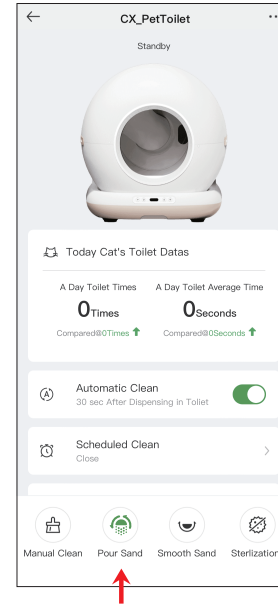 CX_PetToilet
Standby
Today Cat's Toilet Datas
A Day Toilet Times
A Day Toilet Average Time
0Times
0Seconds
Compared@0Times
Compared@0Seconds
Automatic Clean
30 sec After Dispensing in Toliet
Scheduled Clean
Close
Manual Clean
Pour Sand
Smooth Sand
Sterlization